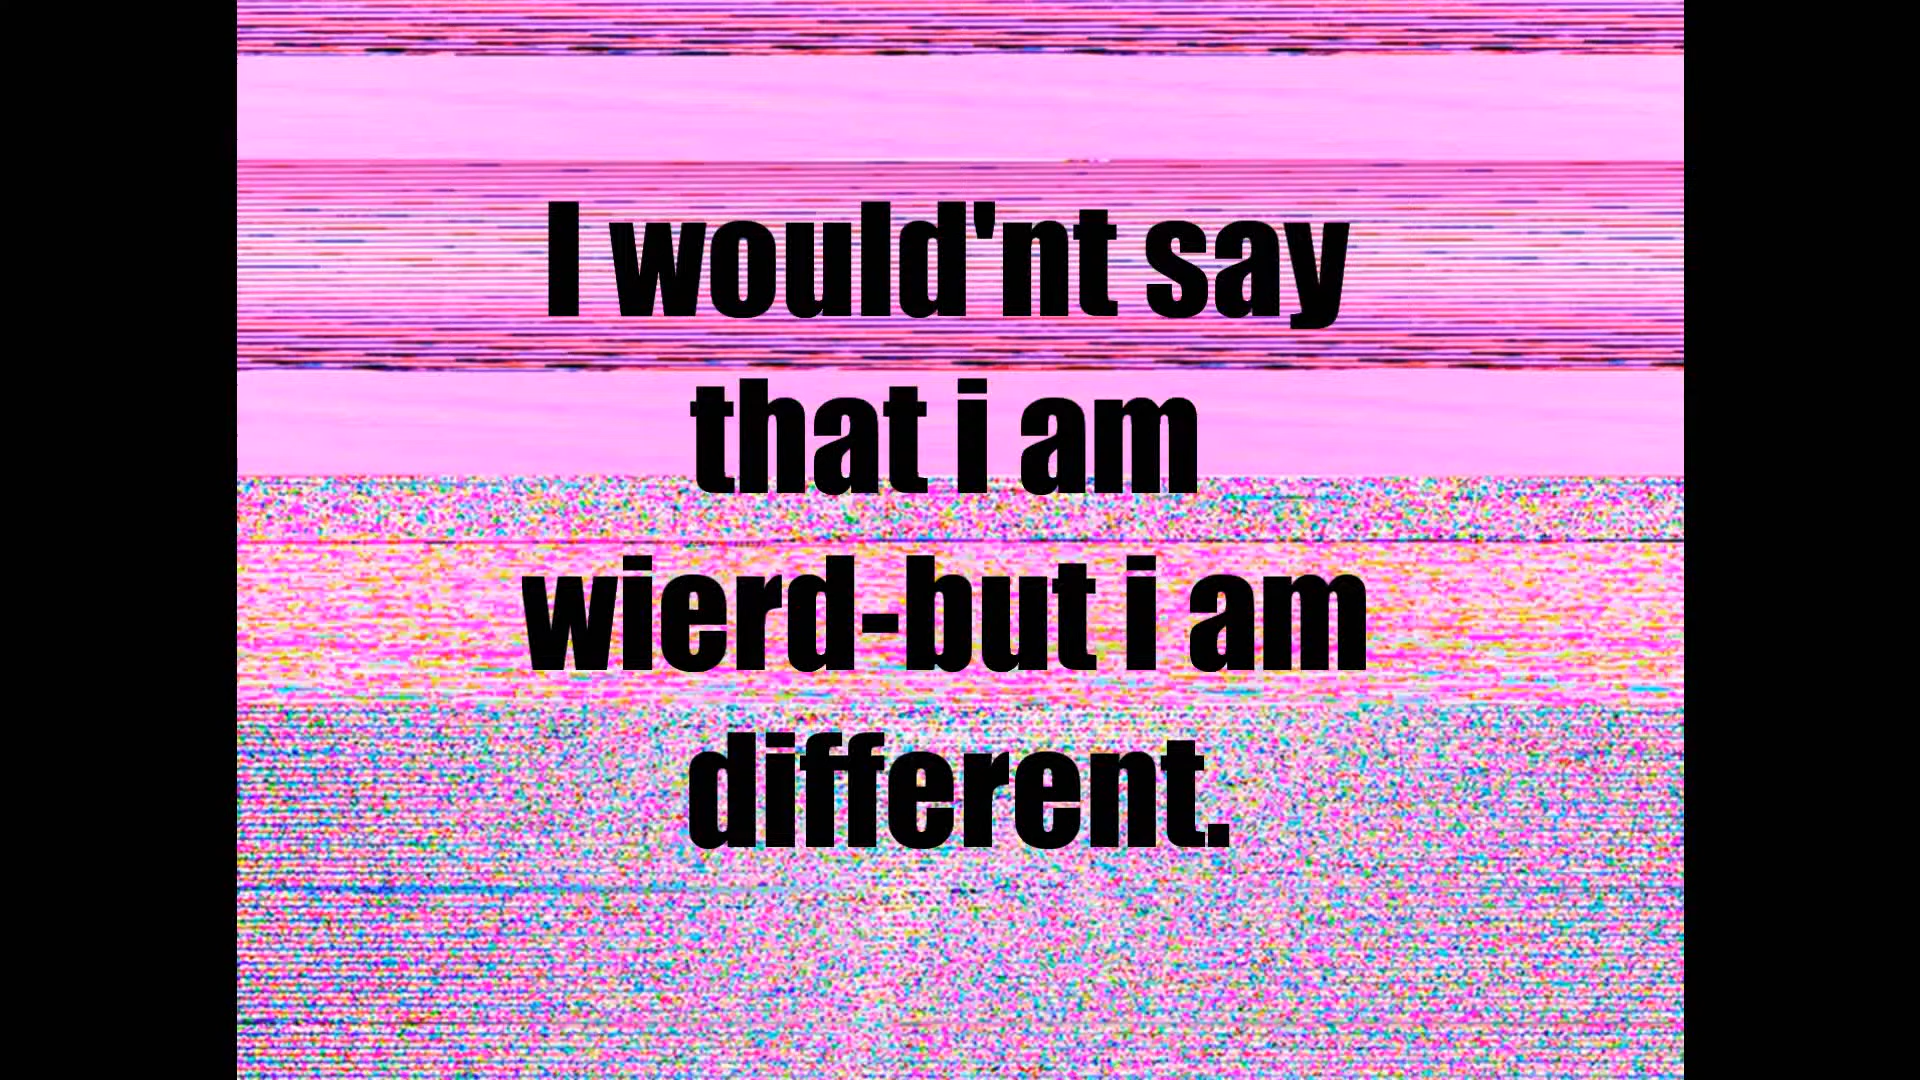 I would'nt say
that i am
wierd-but i am
different.